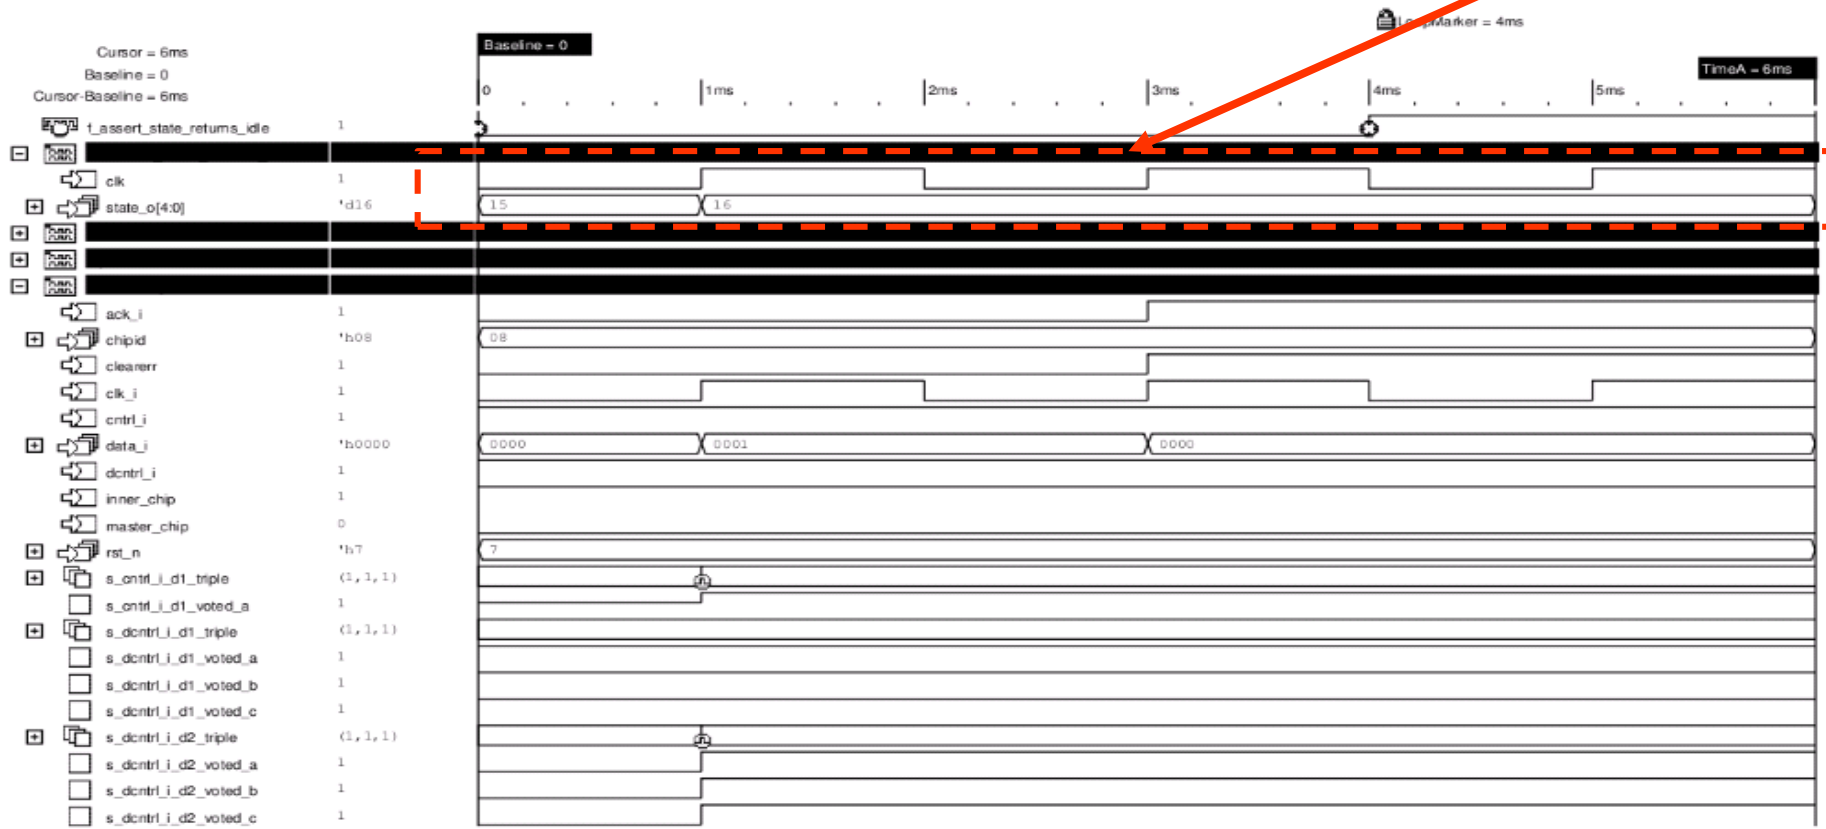 LoopMarker = 4ms
Cursor = 6ms
Baseline = 0
Cursor-Baseline = 6ms
Baseline = 0
TimeA = 6ms
0 1ms 2ms 3ms 4ms 5ms
f_assert_state_returns_idle 1
clk 1
state_o[4:0] 'd16 15 16
ack_i 1
chipid 'h08 08
clearerr 1
clk_i 1
cntrl_i 1
data_i 'h0000 0000 0001 0000
dcntrl_i 1
inner_chip 1
master_chip 0
rst_n 'h7 7
s_cntrl_i_d1_triple (1,1,1)
s_cntrl_i_d1_voted_a 1
s_dcntrl_i_d1_triple (1,1,1)
s_dcntrl_i_d1_voted_a 1
s_dcntrl_i_d1_voted_b 1
s_dcntrl_i_d1_voted_c 1
s_dcntrl_i_d2_triple (1,1,1)
s_dcntrl_i_d2_voted_a 1
s_dcntrl_i_d2_voted_b 1
s_dcntrl_i_d2_voted_c 1